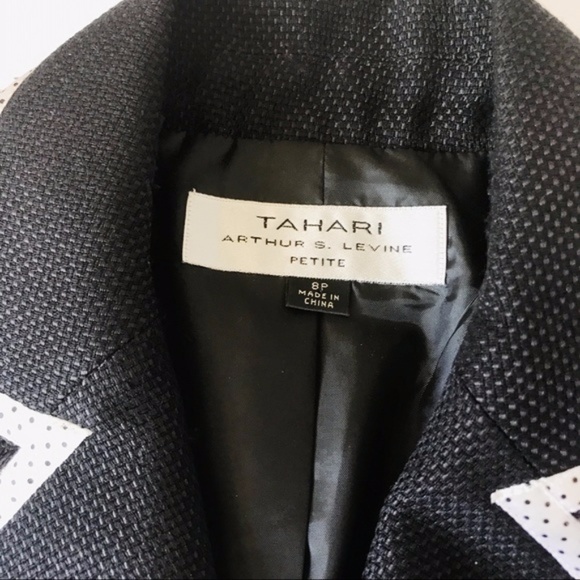 TAHARI
ARTHUR S. LEVINE
PETITE
8P
MADE IN
CHINA